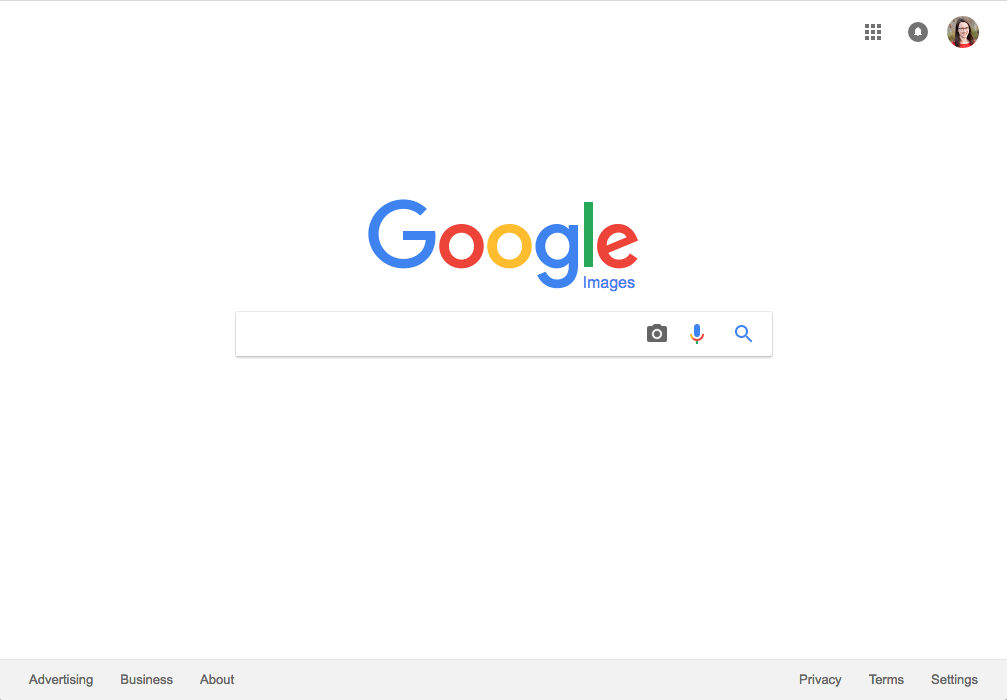 Google
Images
Advertising Business About Privacy Terms Settings